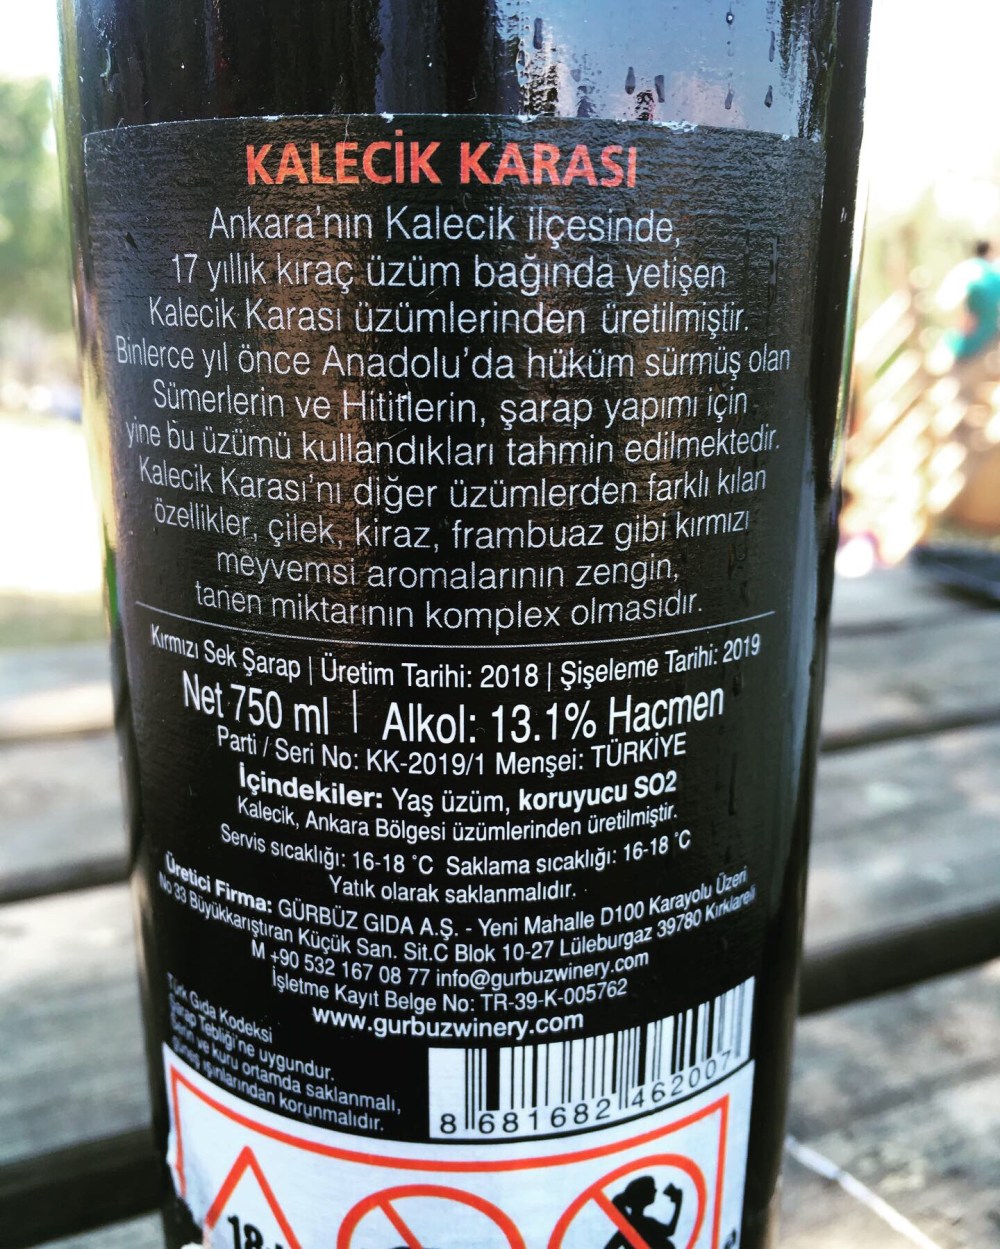 KALECİK KARASI
Ankara'nın Kalecik ilçesinde,
17 yıllık kıraç üzüm bağında yetişen
Kalecik Karası üzümlerinden üretilmiştir.
Binlerce yıl önce Anadolu'da hüküm sürmüş olan
Sümerlerin ve Hititlerin, şarap yapımı için
yine bu üzümü kullandıkları tahmin edilmektedir.
Kalecik Karası'nı diğer üzümlerden farklı kılan
özellikler, çilek, kiraz, frambuaz gibi kırmızı
meyvemsi aromalarının zengin,
tanen miktarının komplex olmasıdır.
Kırmızı Sek Şarap | Üretim Tarihi: 2018 | Şişeleme Tarihi: 2019
Net 750 ml | Alkol: 13.1% Hacmen
Parti / Seri No: KK-2019/1 Menşei: TÜRKİYE
İçindekiler: Yaş üzüm, koruyucu SO2
Kalecik, Ankara Bölgesi üzümlerinden üretilmiştir.
Servis sıcaklığı: 16-18 °C Saklama sıcaklığı: 16-18 °C
Yatık olarak saklanmalıdır.
Üretici Firma: GÜRBÜZ GIDA A.Ş. - Yeni Mahalle D100 Karayolu Üzeri
No 33 Büyükkarıştıran Küçük San. Sit.C Blok 10-27 Lüleburgaz 39780 Kırklareli
M +90 532 167 08 77 info@gurbuzwinery.com
İşletme Kayıt Belge No: TR-39-K-005762
www.gurbuzwinery.com
Türk Gıda Kodeksi
Şarap Tebliği'ne uygundur.
Serin ve kuru ortamda saklanmalı,
güneş ışınlarından korunmalıdır.
8 681682 462007